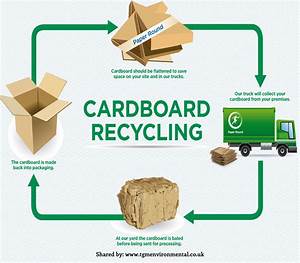 Paper Round
Cardboard should be flattened to save
space on your site and in our trucks.
CARDBOARD
RECYCLING
Our truck will collect your
cardboard from your premises.
Paper Round
The cardboard is made
back into packaging.
At our yard the cardboard is baled
before being sent for precessing.
Shared by: www.tgmenvironmental.co.uk